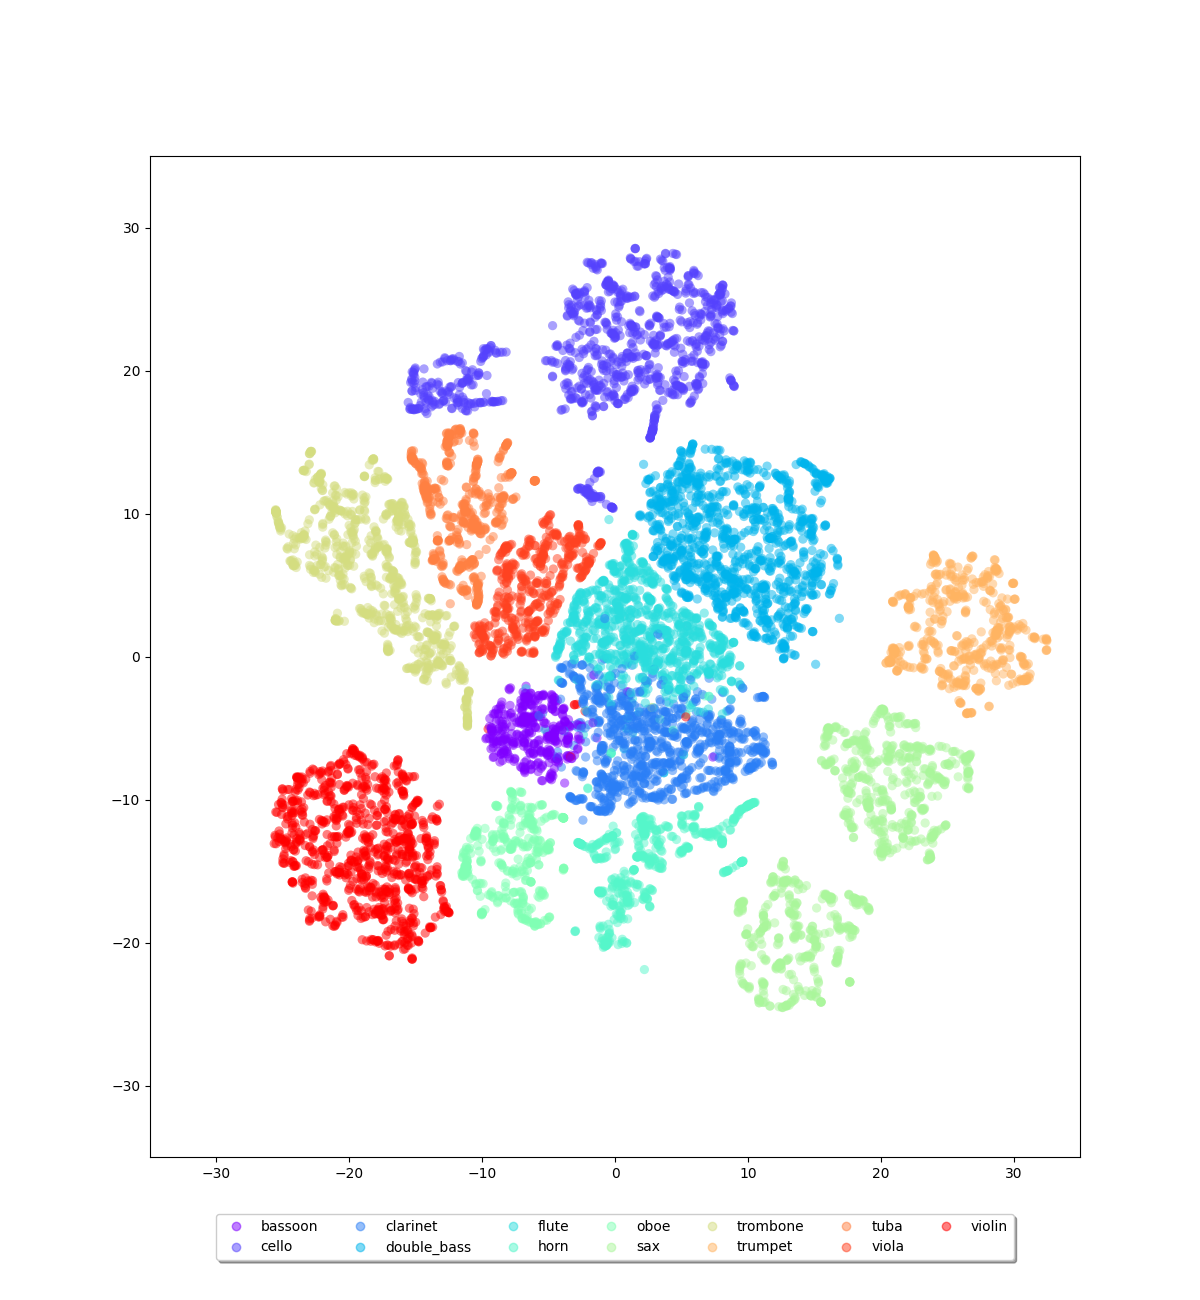 30
20
10
0
−10
−20
−30
−30 −20 −10 0 10 20 30
bassoon clarinet flute oboe trombone tuba violin
cello double_bass horn sax trumpet viola